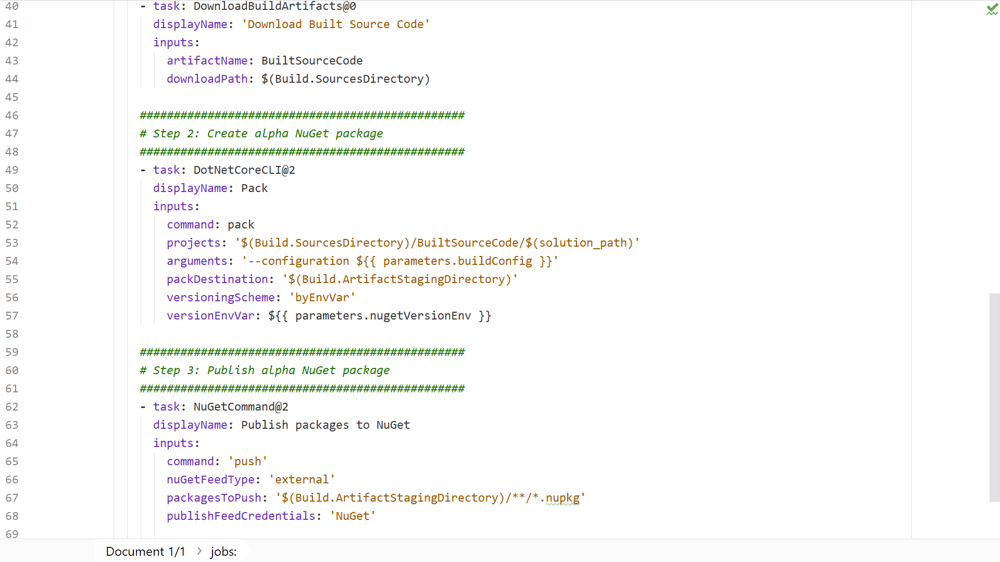 40 - task: DownloadBuildArtifacts@0
41 displayName: 'Download Built Source Code'
42 inputs:
43 artifactName: BuiltSourceCode
44 downloadPath: $(Build.SourcesDirectory)
45
46 ################################################
47 # Step 2: Create alpha NuGet package
48 ################################################
49 - task: DotNetCoreCLI@2
50 displayName: Pack
51 inputs:
52 command: pack
53 projects: '$(Build.SourcesDirectory)/BuiltSourceCode/$(solution_path)'
54 arguments: '--configuration ${{ parameters.buildConfig }}'
55 packDestination: '$(Build.ArtifactStagingDirectory)'
56 versioningScheme: 'byEnvVar'
57 versionEnvVar: ${{ parameters.nugetVersionEnv }}
58
59 ################################################
60 # Step 3: Publish alpha NuGet package
61 ################################################
62 - task: NuGetCommand@2
63 displayName: Publish packages to NuGet
64 inputs:
65 command: 'push'
66 nuGetFeedType: 'external'
67 packagesToPush: '$(Build.ArtifactStagingDirectory)/**/*.nupkg'
68 publishFeedCredentials: 'NuGet'
69
Document 1/1 > jobs: